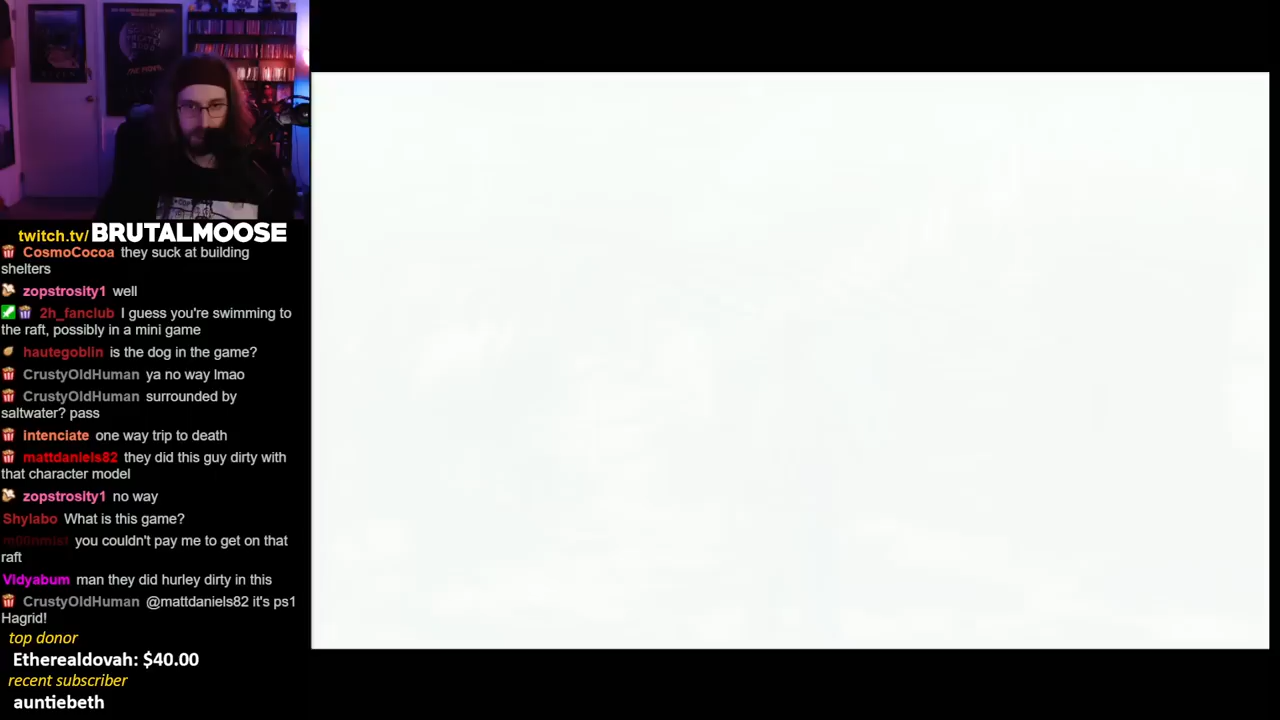 twitch.tv/BRUTALMOOSE
CosmoCocoa they suck at building
shelters
zopstrosity1 well
2h_fanclub I guess you're swimming to
the raft, possibly in a mini game
hautegoblin is the dog in the game?
CrustyOldHuman ya no way lmao
CrustyOldHuman surrounded by
saltwater? pass
intenciate one way trip to death
mattdaniels82 they did this guy dirty with
that character model
zopstrosity1 no way
Shylabo What is this game?
you couldn't pay me to get on that
raft
Vidyabum man they did hurley dirty in this
CrustyOldHuman @mattdaniels82 it's ps1
Hagrid!
top donor
Etherealdovah: $40.00
recent subscriber
auntiebeth